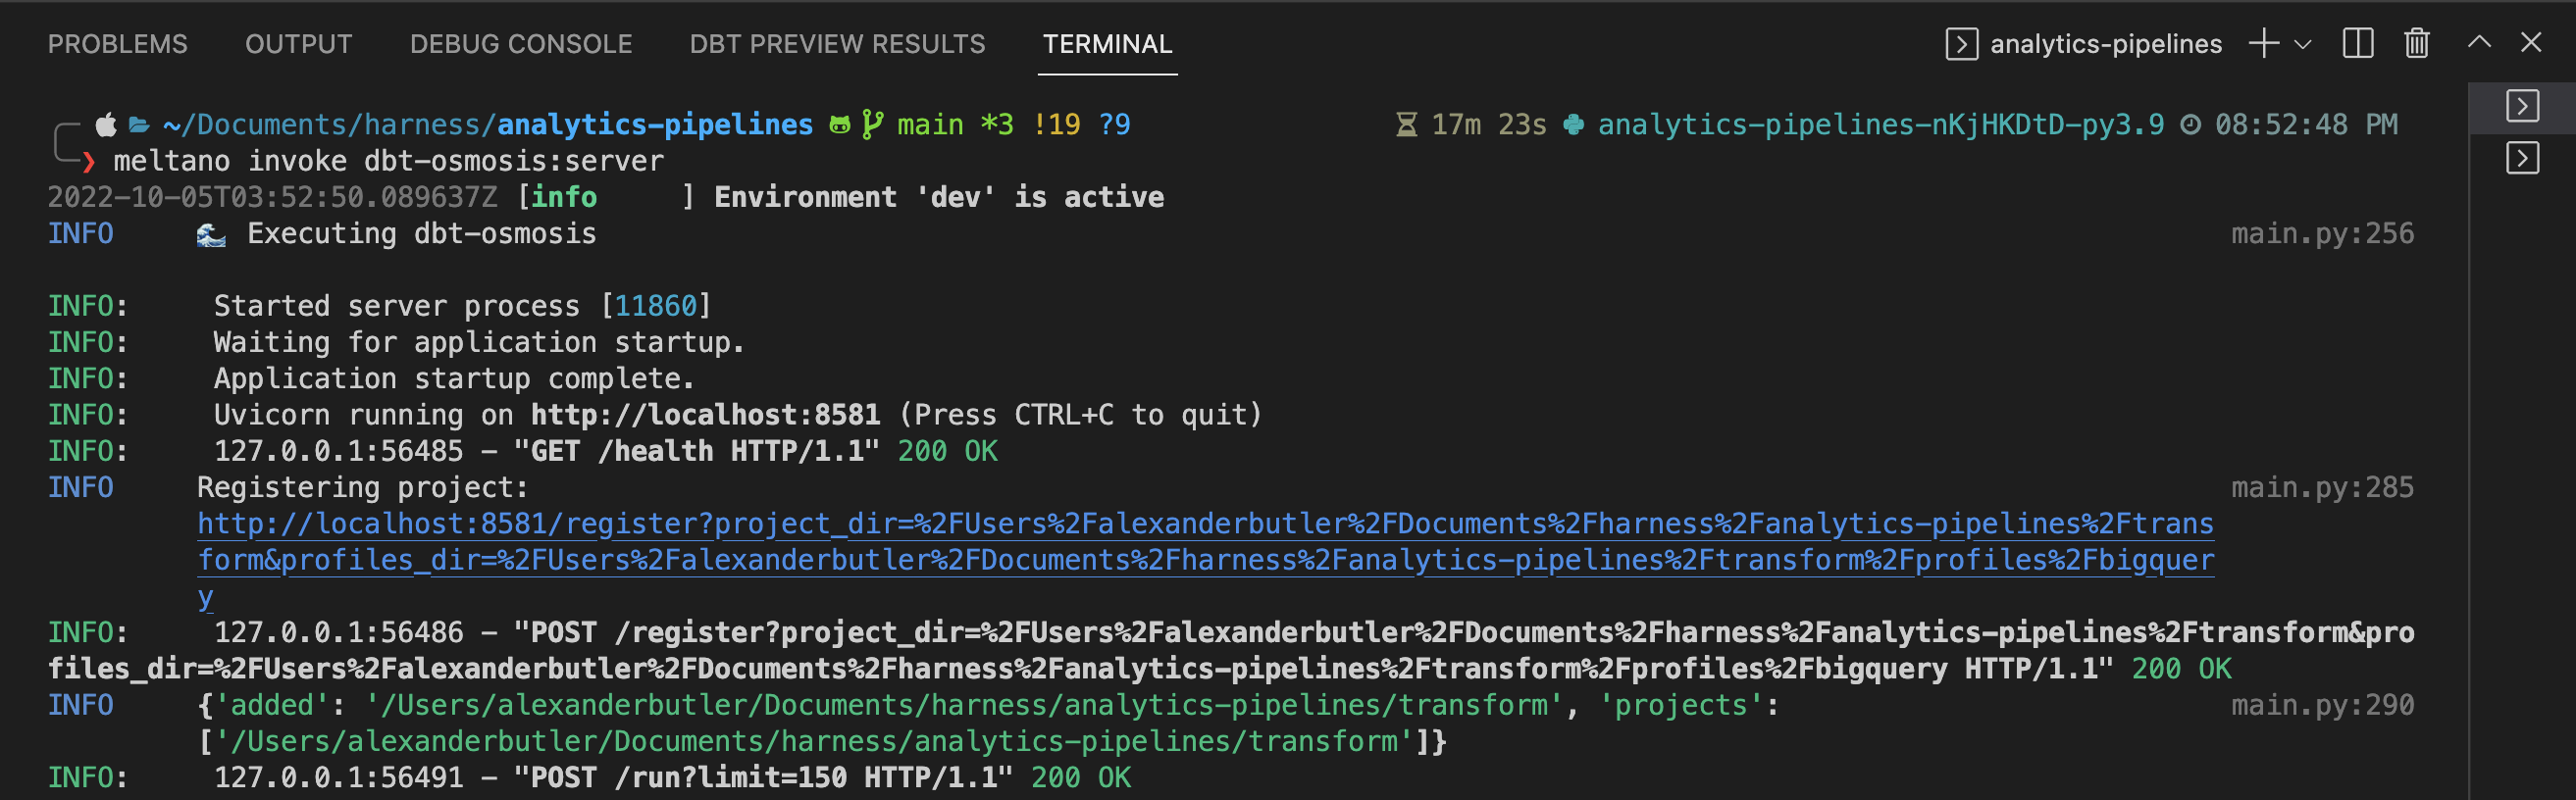 PROBLEMS OUTPUT DEBUG CONSOLE DBT PREVIEW RESULTS TERMINAL analytics-pipelines
~/Documents/harness/analytics-pipelines main *3 !19 ?9 17m 23s analytics-pipelines-nKjHKDtD-py3.9 08:52:48 PM
❯ meltano invoke dbt-osmosis:server
2022-10-05T03:52:50.089637Z [info     ] Environment 'dev' is active
INFO 🌊 Executing dbt-osmosis main.py:256
INFO: Started server process [11860]
INFO: Waiting for application startup.
INFO: Application startup complete.
INFO: Uvicorn running on http://localhost:8581 (Press CTRL+C to quit)
INFO: 127.0.0.1:56485 - "GET /health HTTP/1.1" 200 OK
INFO Registering project: main.py:285
http://localhost:8581/register?project_dir=%2FUsers%2Falexanderbutler%2FDocuments%2Fharness%2Fanalytics-pipelines%2Ftrans
form&profiles_dir=%2FUsers%2Falexanderbutler%2FDocuments%2Fharness%2Fanalytics-pipelines%2Ftransform%2Fprofiles%2Fbigquer
y
INFO: 127.0.0.1:56486 - "POST /register?project_dir=%2FUsers%2Falexanderbutler%2FDocuments%2Fharness%2Fanalytics-pipelines%2Ftransform&pro
files_dir=%2FUsers%2Falexanderbutler%2FDocuments%2Fharness%2Fanalytics-pipelines%2Ftransform%2Fprofiles%2Fbigquery HTTP/1.1" 200 OK
INFO {'added': '/Users/alexanderbutler/Documents/harness/analytics-pipelines/transform', 'projects': main.py:290
['/Users/alexanderbutler/Documents/harness/analytics-pipelines/transform']}
INFO: 127.0.0.1:56491 - "POST /run?limit=150 HTTP/1.1" 200 OK